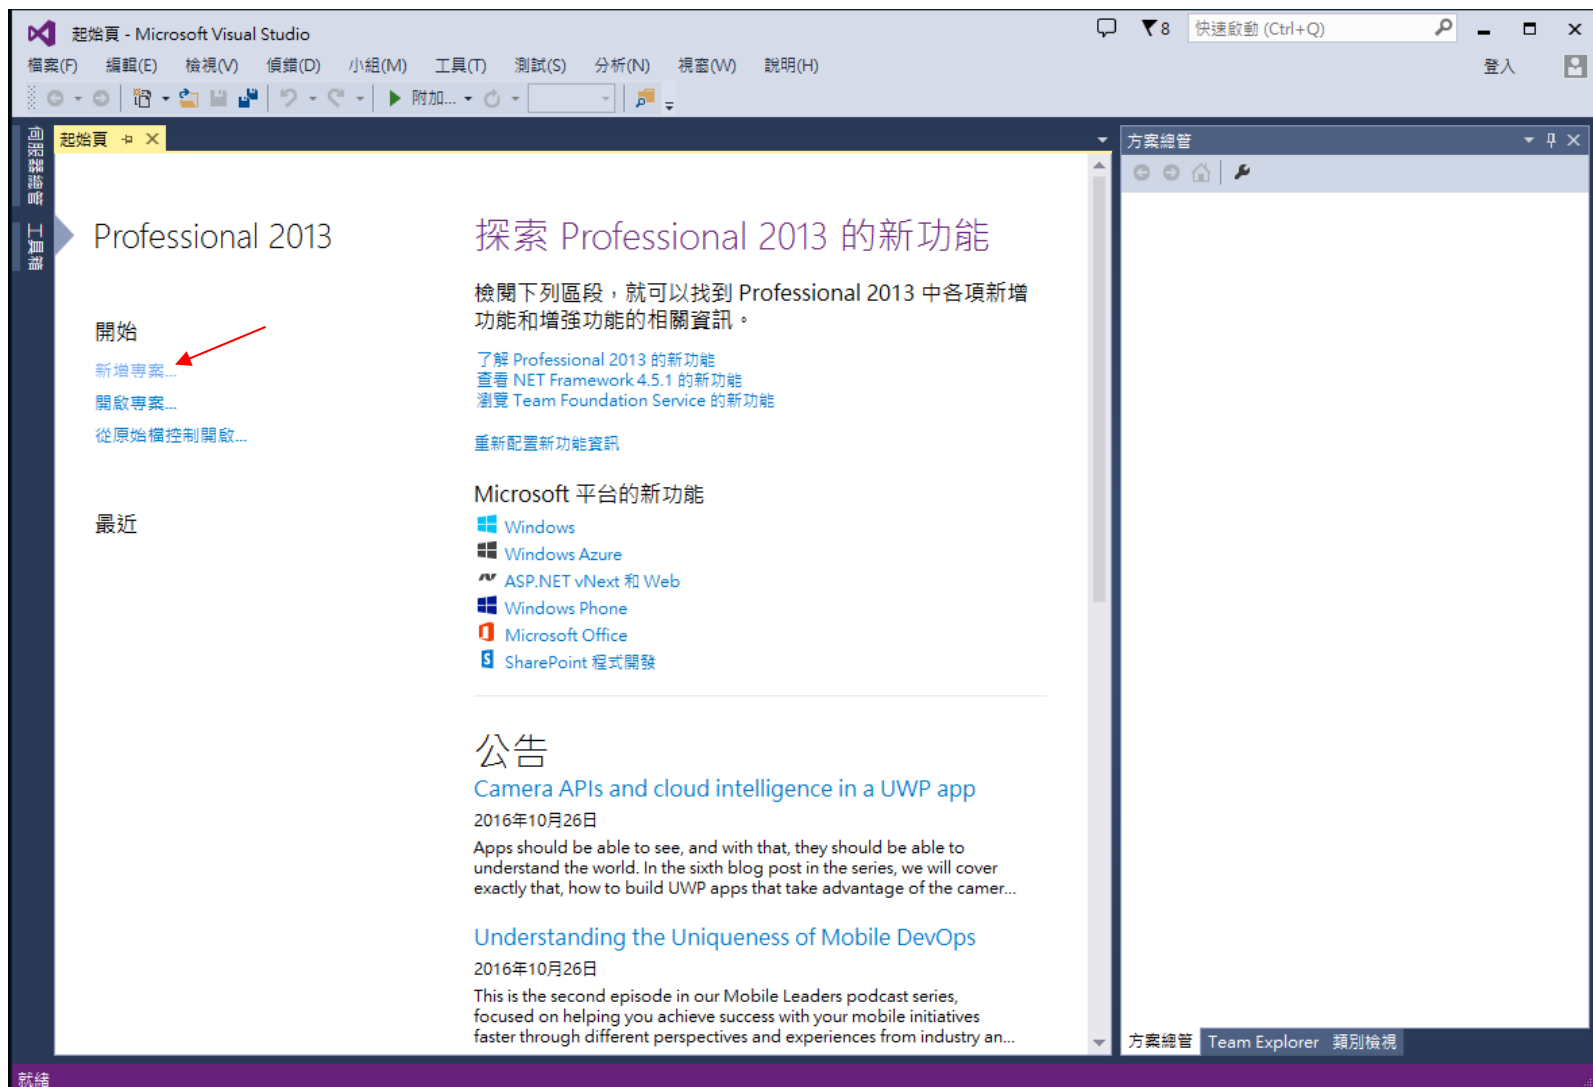 起始頁 - Microsoft Visual Studio
8
快速啟動 (Ctrl+Q)
檔案(F) 編輯(E) 檢視(V) 偵錯(D) 小組(M) 工具(T) 測試(S) 分析(N) 視窗(W) 說明(H)
登入
附加...
伺服器總管
工具箱
起始頁
Professional 2013
開始
新增專案...
開啟專案...
從原始檔控制開啟...
最近
探索 Professional 2013 的新功能
檢閱下列區段，就可以找到 Professional 2013 中各項新增
功能和增強功能的相關資訊。
了解 Professional 2013 的新功能
查看 NET Framework 4.5.1 的新功能
瀏覽 Team Foundation Service 的新功能
重新配置新功能資訊
Microsoft 平台的新功能
Windows
Windows Azure
ASP.NET vNext 和 Web
Windows Phone
Microsoft Office
SharePoint 程式開發
公告
Camera APIs and cloud intelligence in a UWP app
2016年10月26日
Apps should be able to see, and with that, they should be able to
understand the world. In the sixth blog post in the series, we will cover
exactly that, how to build UWP apps that take advantage of the camer...
Understanding the Uniqueness of Mobile DevOps
2016年10月26日
This is the second episode in our Mobile Leaders podcast series,
focused on helping you achieve success with your mobile initiatives
faster through different perspectives and experiences from industry an...
方案總管
方案總管 Team Explorer 類別檢視
就緒